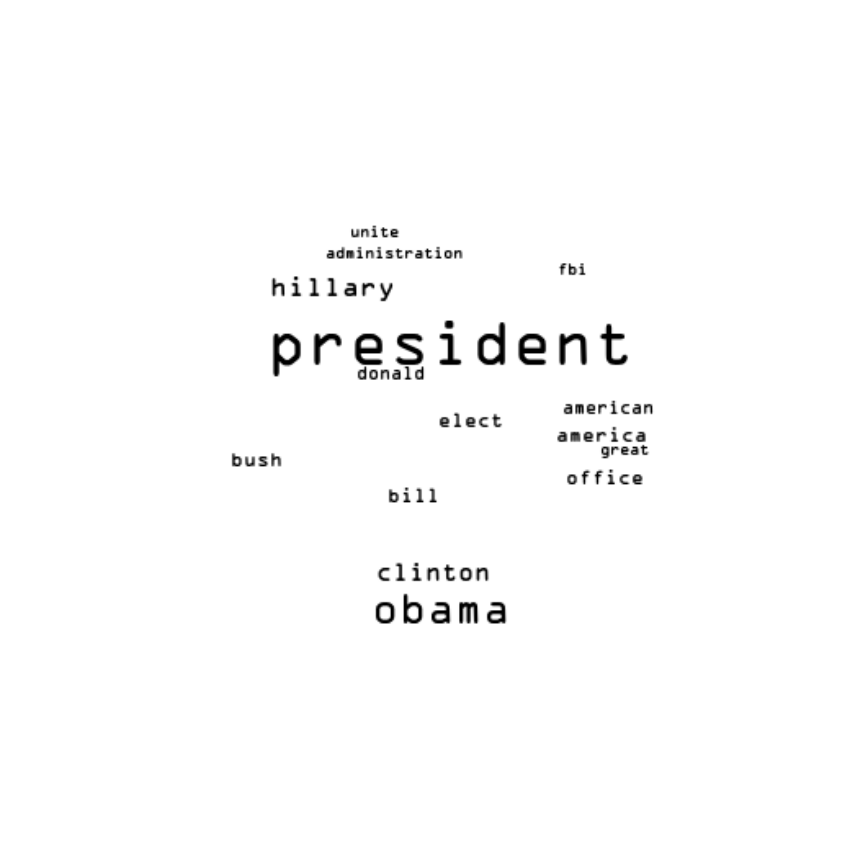 unite
administration
fbi
hillary
president
donald
american
elect
america
great
bush
office
bill
clinton
obama